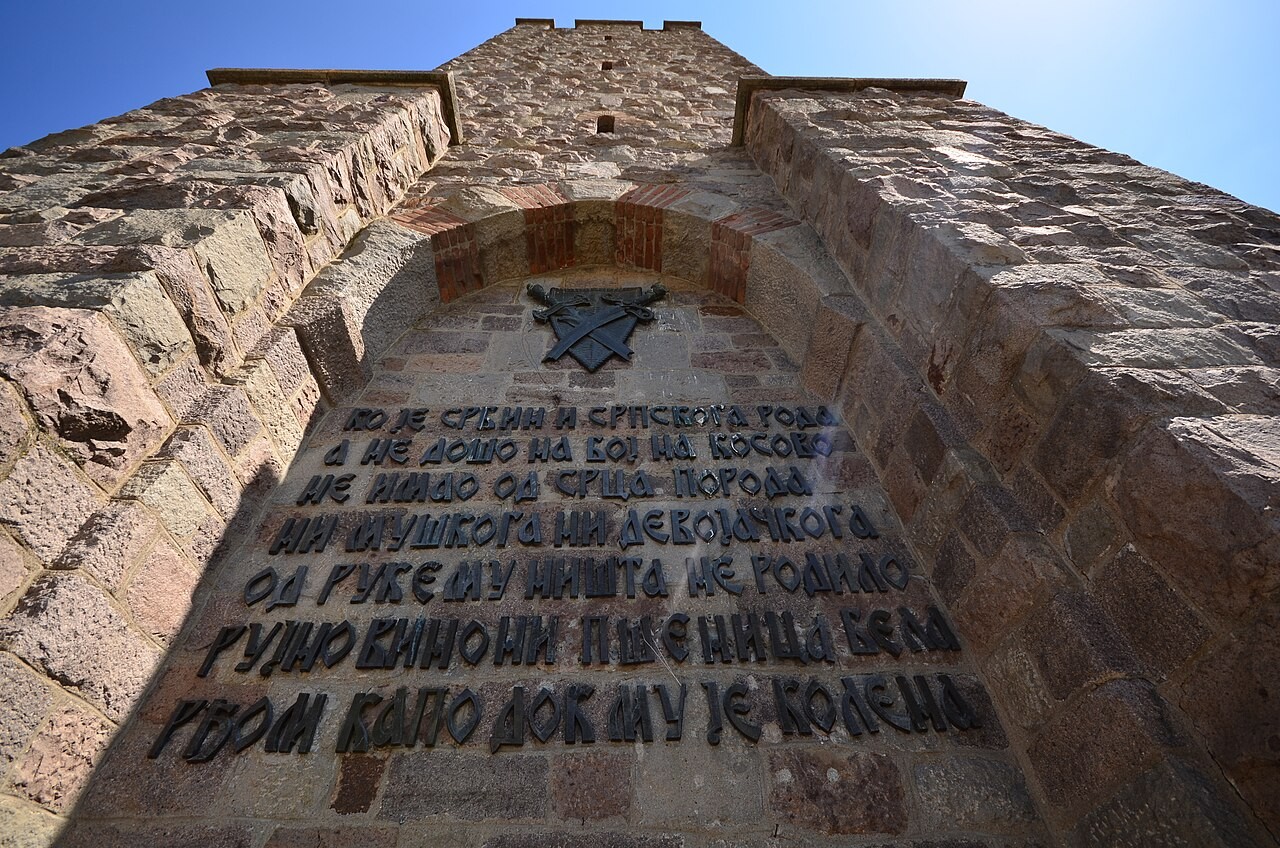 КО ЈЕ СРБИН И СРПСКОГА РОДА
А НЕ ДОШО НА БОЈ НА КОСОВО
НЕ ИМАО ОД СРЦА ПОРОДА
НИ МУШКОГА НИ ДЕВОЈАЧКОГА
ОД РУКЕ МУ НИШТА НЕ РОДИЛО
РУЈНО ВИНО НИ ПШЕНИЦА БЕЛА
РЂОМ КАПО ДОК МУ ЈЕ КОЛЕНА